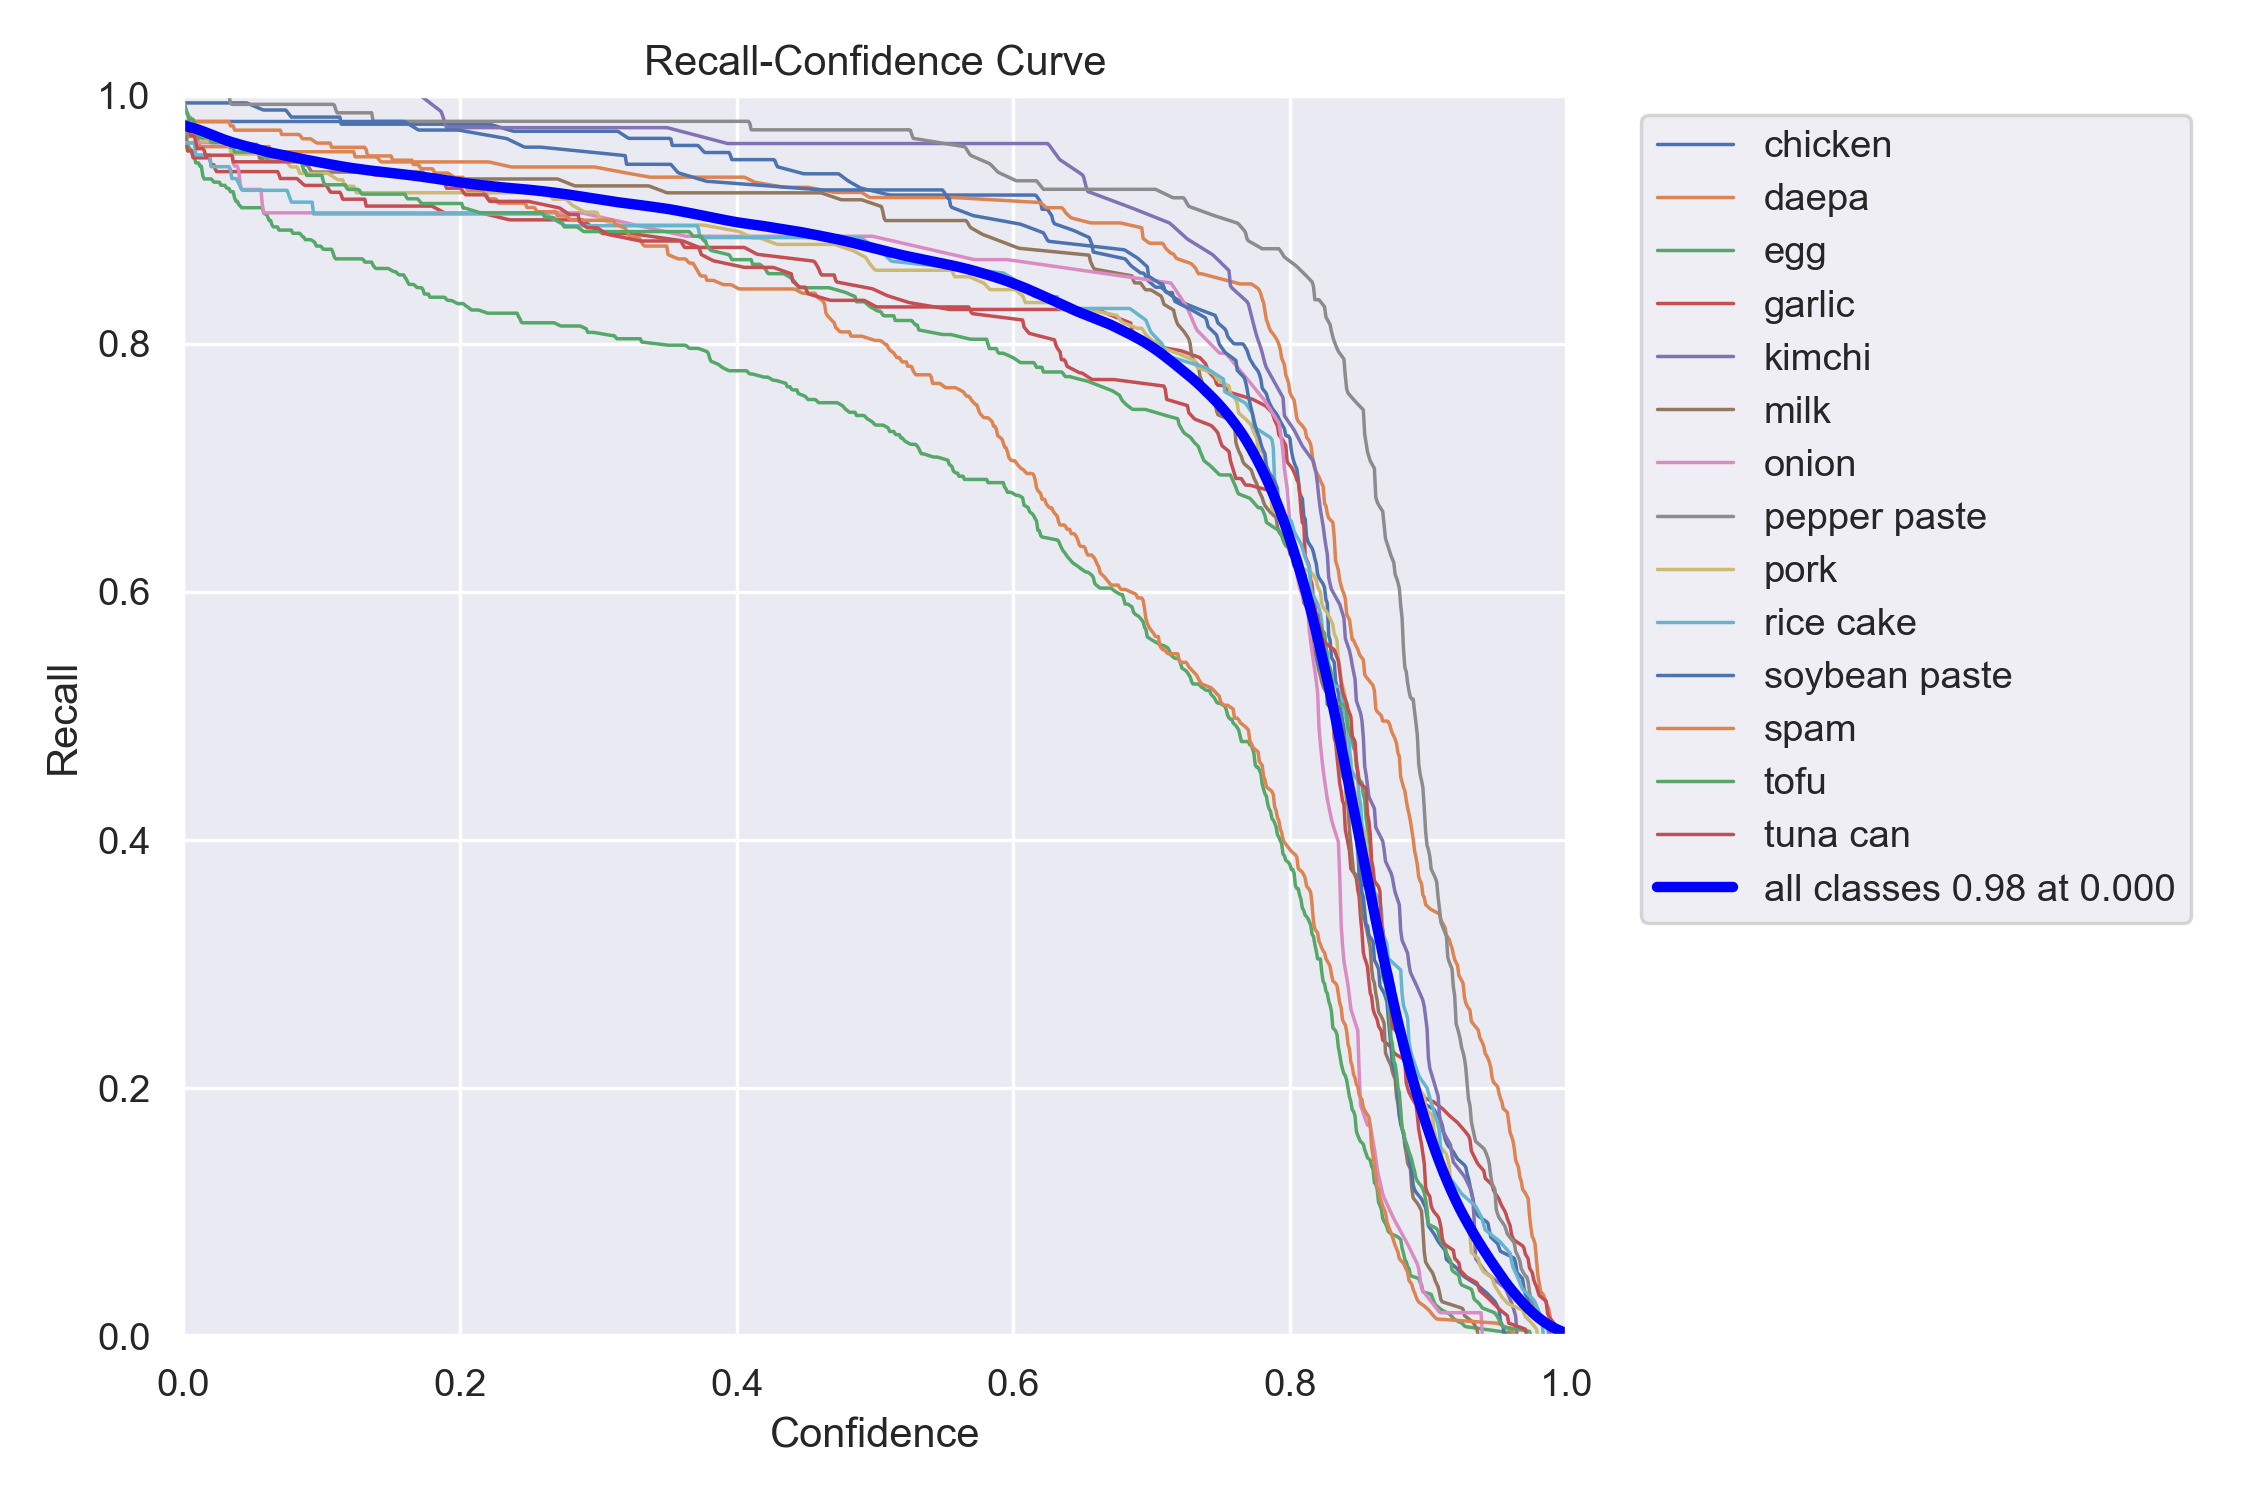 Recall-Confidence Curve
1.0
0.8
0.6
0.4
0.2
0.0
Recall
0.0 0.2 0.4 0.6 0.8 1.0
Confidence
chicken
daepa
egg
garlic
kimchi
milk
onion
pepper paste
pork
rice cake
soybean paste
spam
tofu
tuna can
all classes 0.98 at 0.000